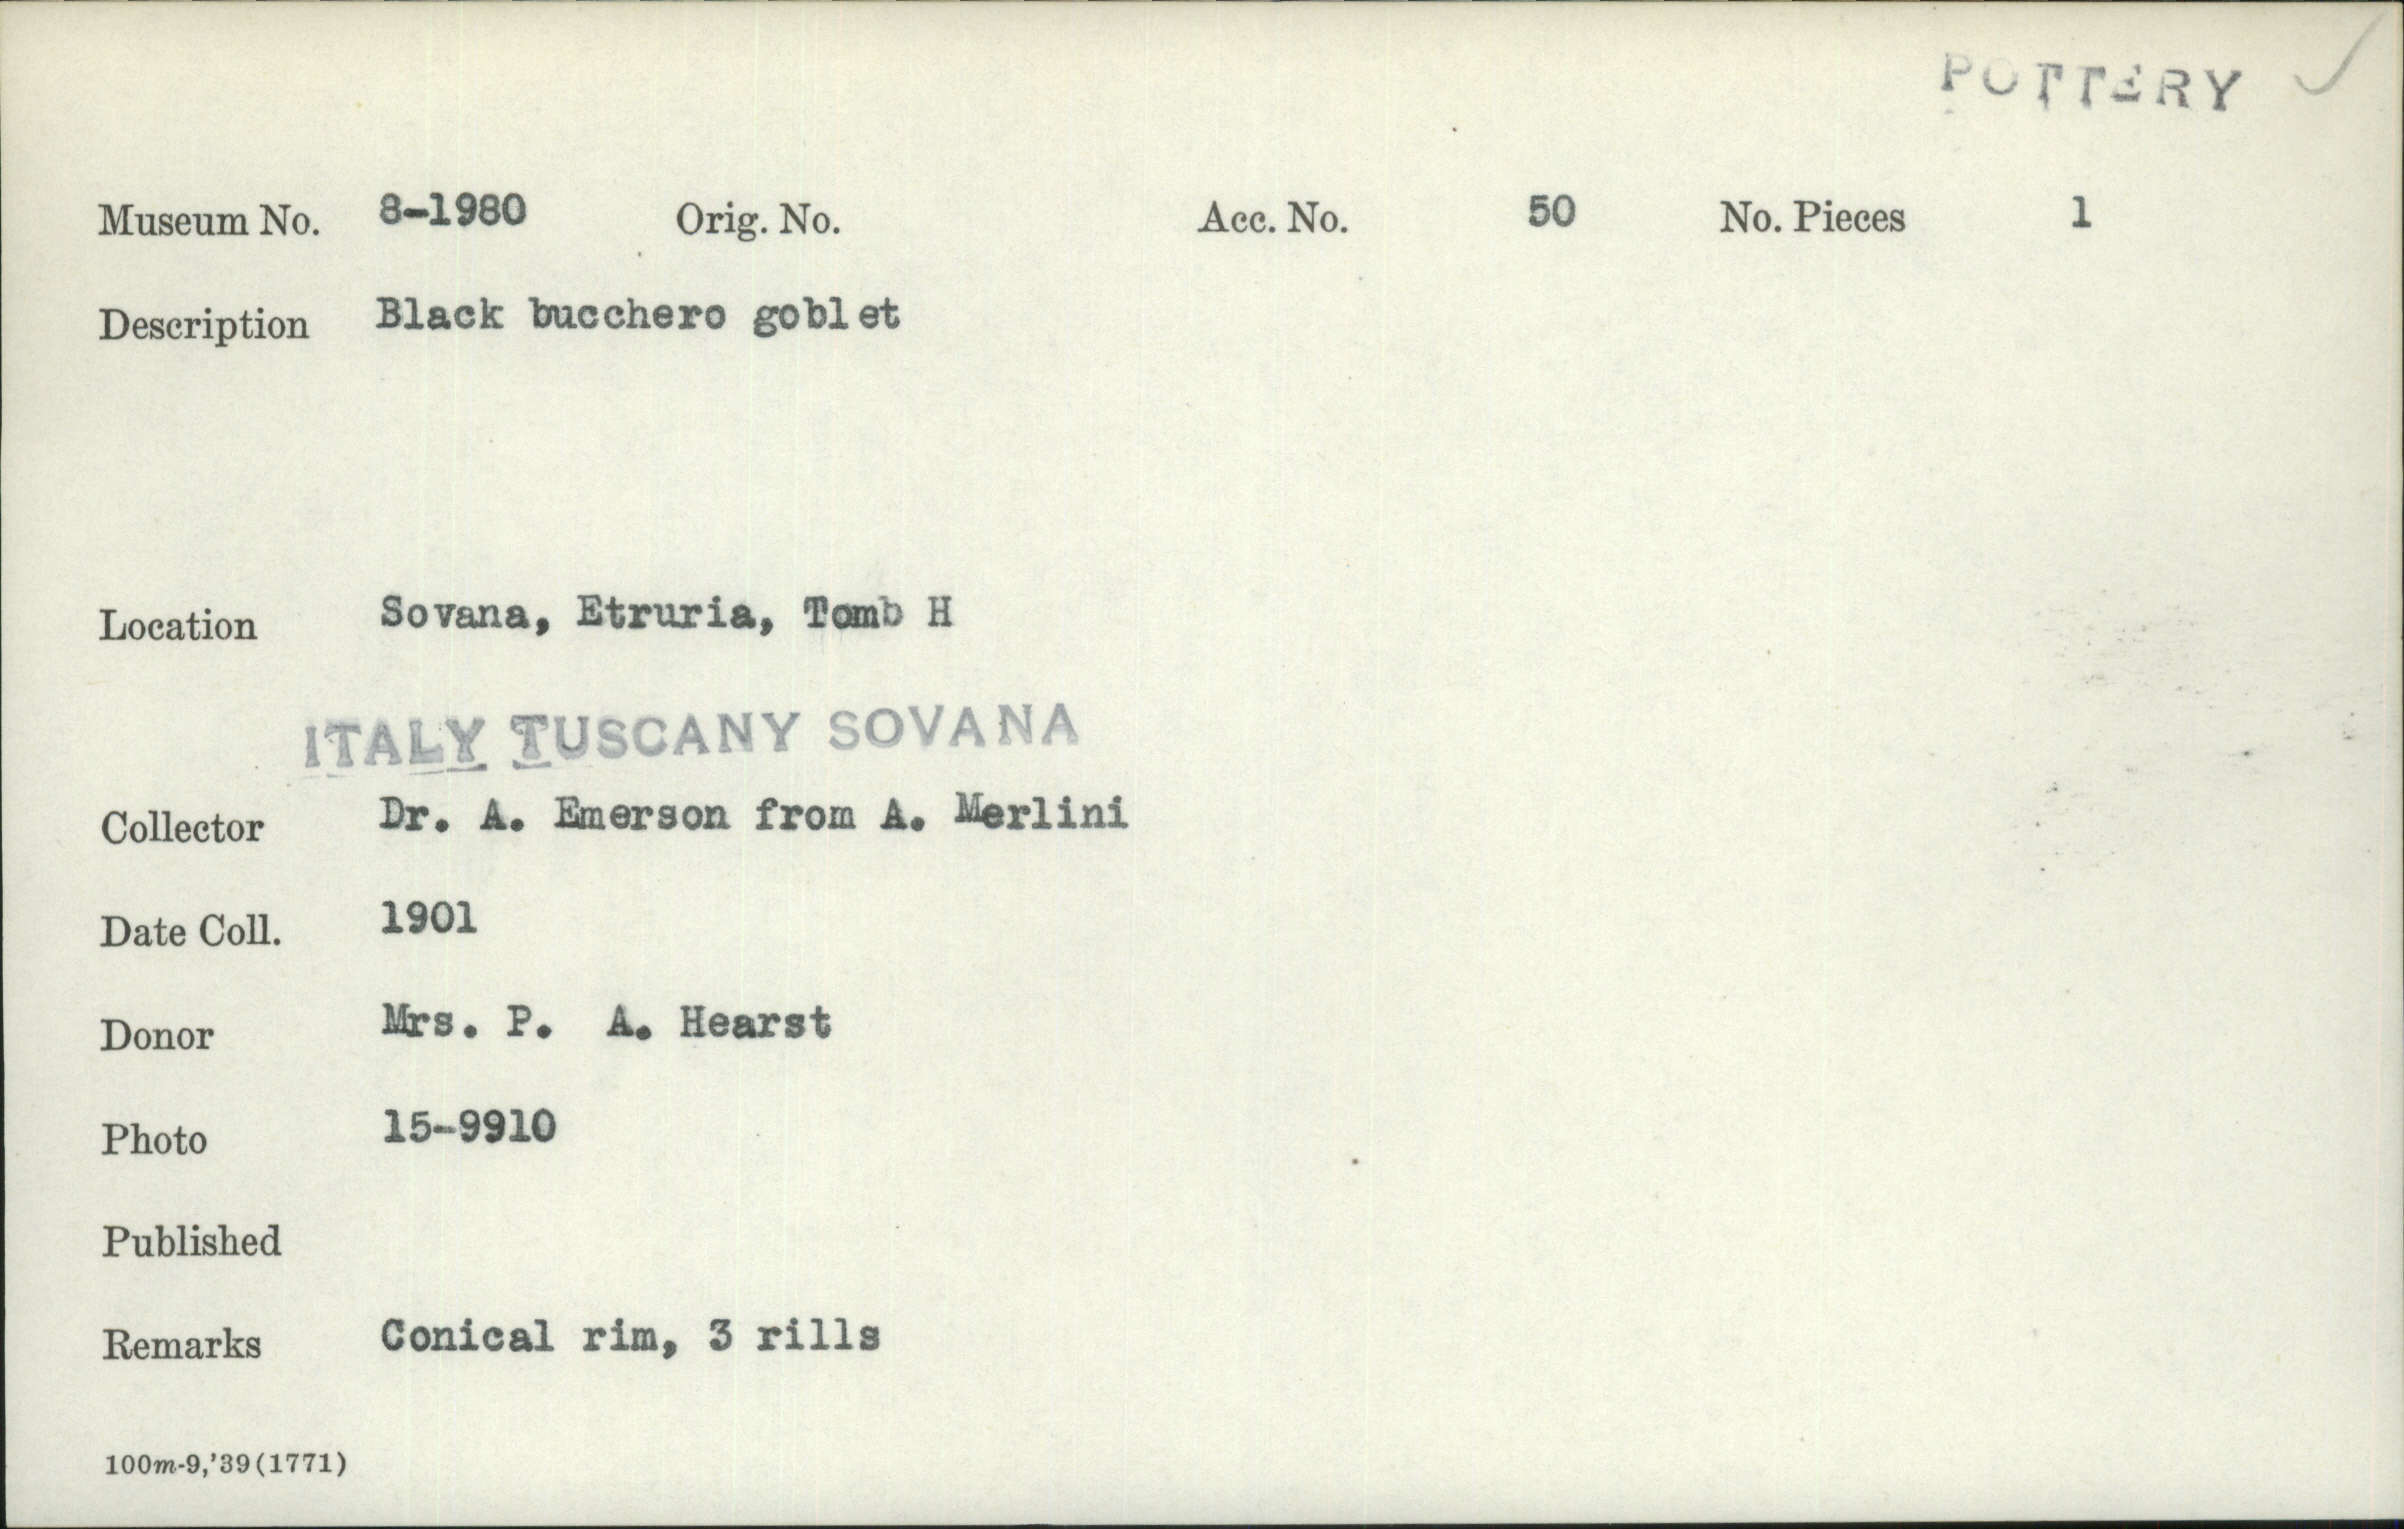 POTTERY
Museum No. 8-1980 Orig. No. Acc. No. 50 No. Pieces 1
Description Black bucchero goblet
Location Sovana, Etruria, Tomb H
ITALY TUSCANY SOVANA
Collector Dr. A. Emerson from A. Merlini
Date Coll. 1901
Donor Mrs. P. A. Hearst
Photo 15-9910
Published
Remarks Conical rim, 3 rills
100m-9,'39(1771)